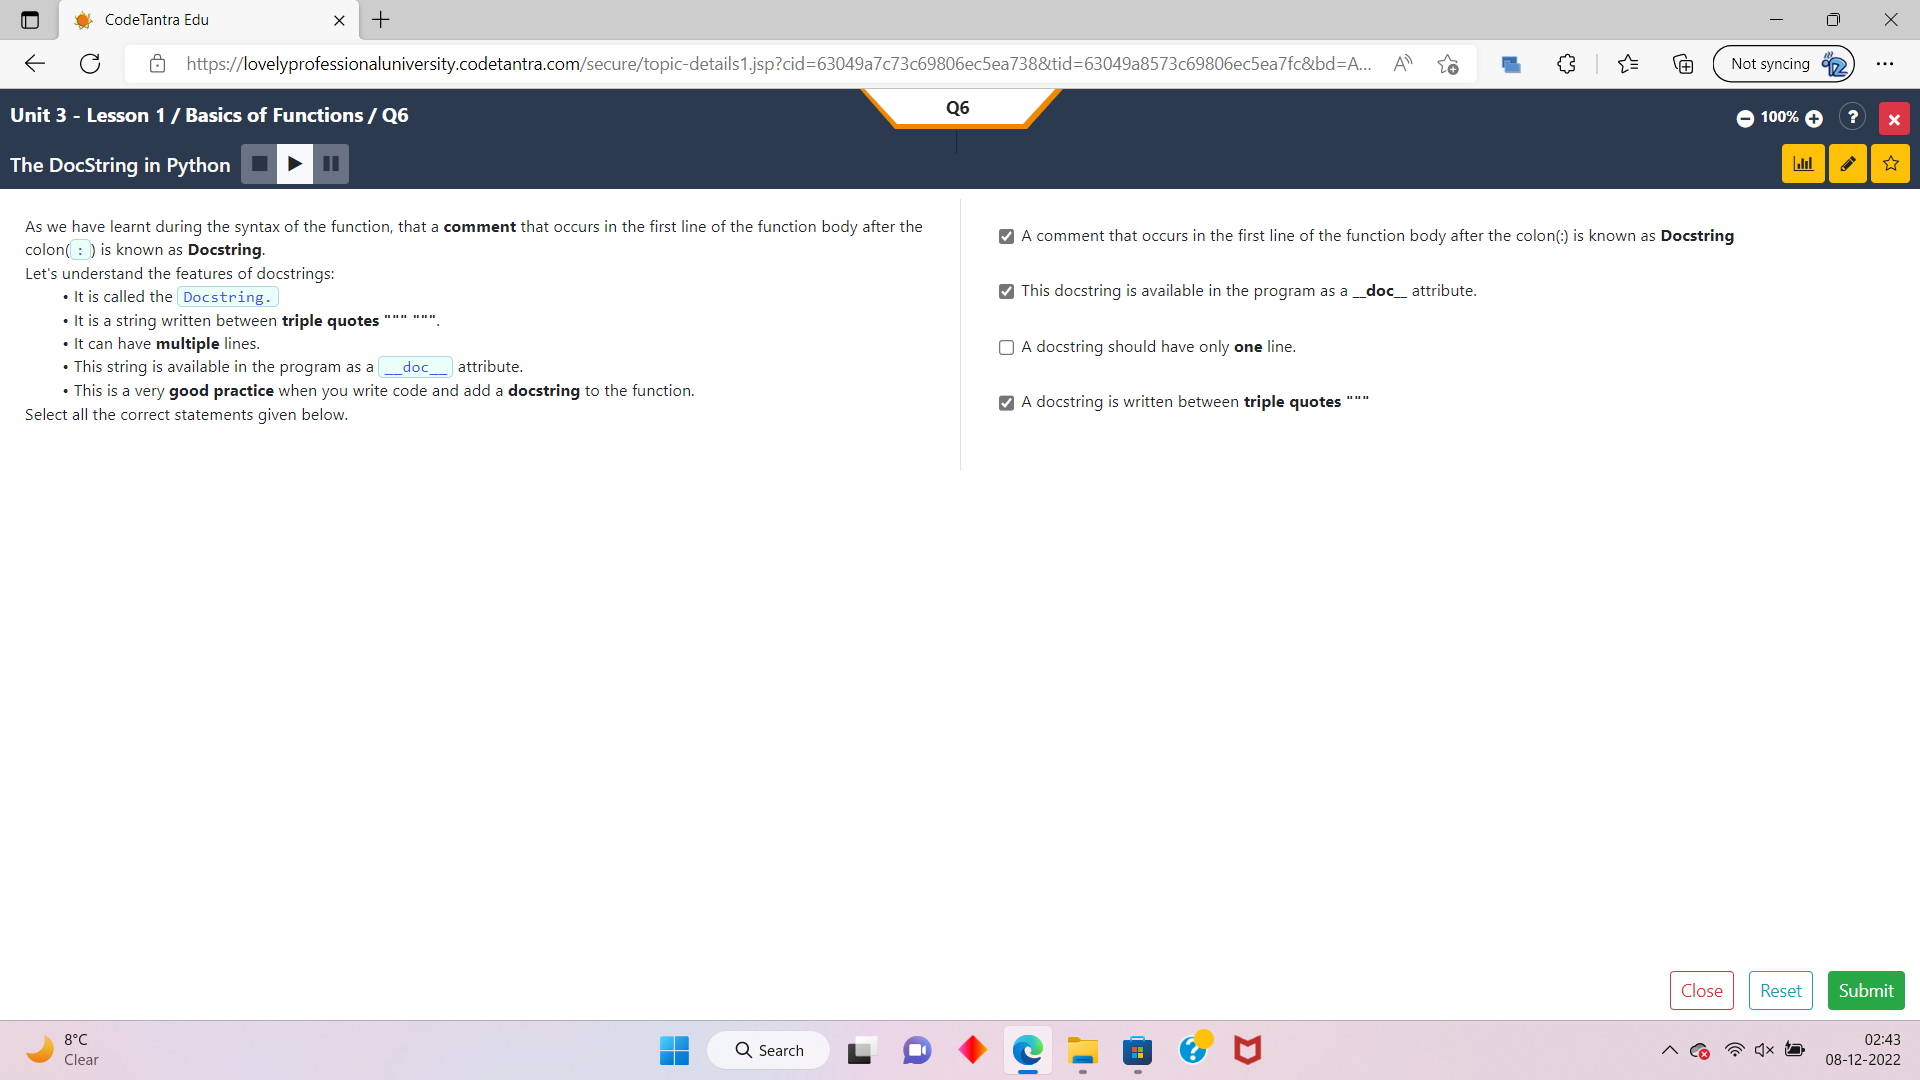 CodeTantra Edu
https://lovelyprofessionaluniversity.codetantra.com/secure/topic-details1.jsp?cid=63049a7c73c69806ec5ea738&tid=63049a8573c69806ec5ea7fc&bd=A...
Not syncing
Unit 3 - Lesson 1 / Basics of Functions / Q6
Q6
100%
?
The DocString in Python
As we have learnt during the syntax of the function, that a comment that occurs in the first line of the function body after the
colon( : ) is known as Docstring.
Let's understand the features of docstrings:
• It is called the Docstring.
• It is a string written between triple quotes """ """.
• It can have multiple lines.
• This string is available in the program as a __doc__ attribute.
• This is a very good practice when you write code and add a docstring to the function.
Select all the correct statements given below.
A comment that occurs in the first line of the function body after the colon(:) is known as Docstring
This docstring is available in the program as a __doc__ attribute.
A docstring should have only one line.
A docstring is written between triple quotes """
Close
Reset
Submit
8°C
Clear
Search
02:43
08-12-2022